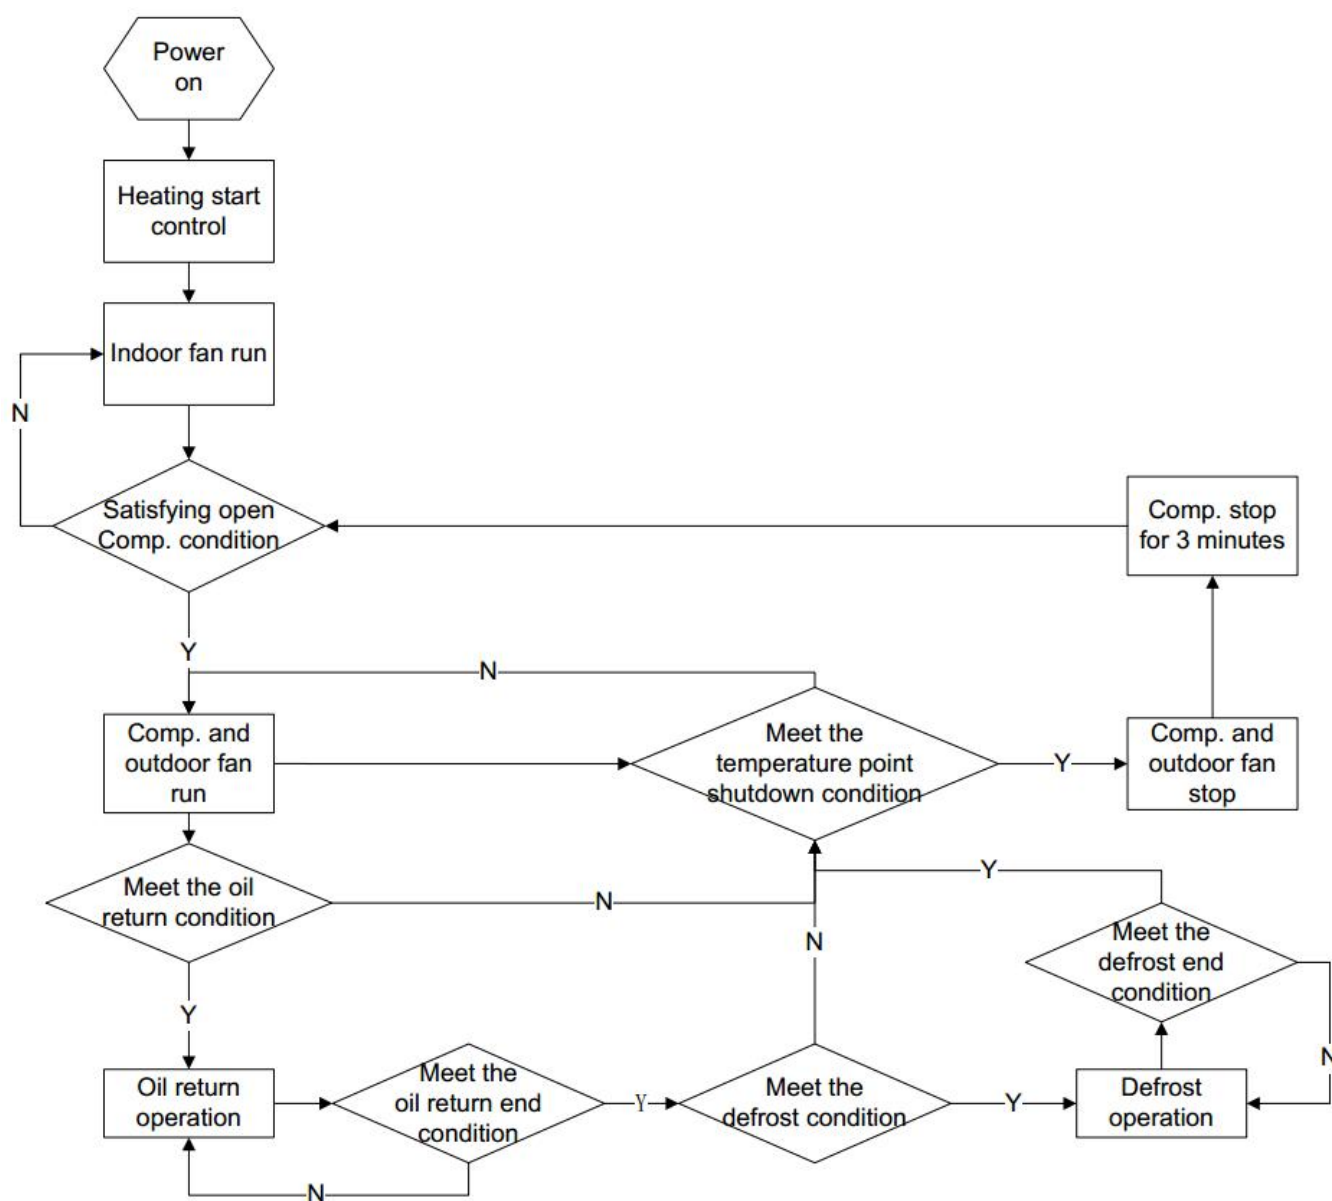 Power
on
Heating start
control
Indoor fan run
N
Satisfying open
Comp. condition
Comp. stop
for 3 minutes
Y
N
Comp. and
outdoor fan
run
Meet the
temperature point
shutdown condition
Y
Comp. and
outdoor fan
stop
Meet the oil
return condition
N
Y
N
Meet the
defrost end
condition
Y
N
Oil return
operation
Meet the
oil return end
condition
Y
Meet the
defrost condition
Y
Defrost
operation
N